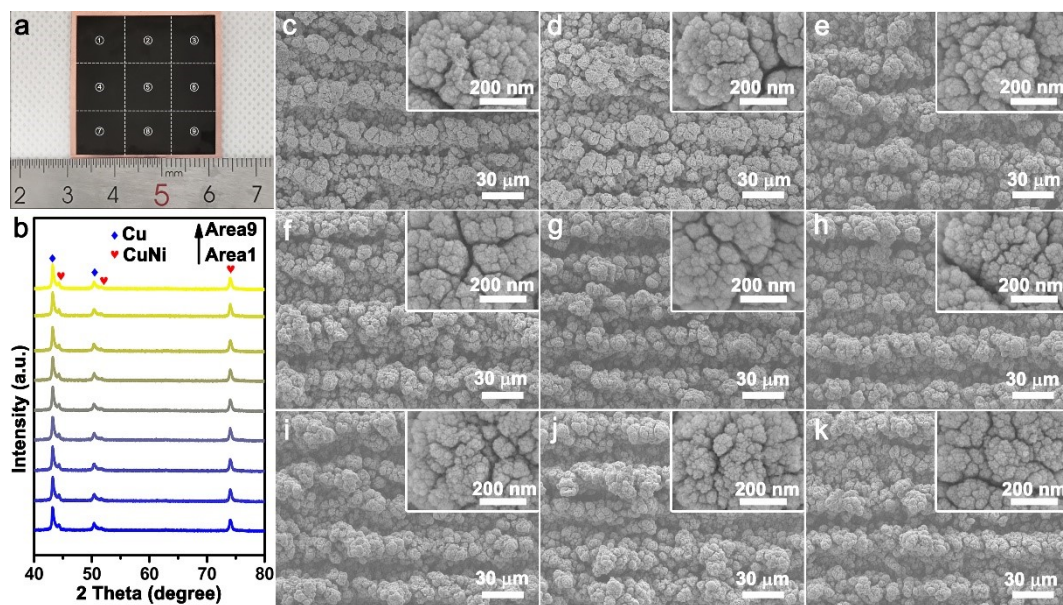 a
① ② ③
④ ⑤ ⑥
⑦ ⑧ ⑨
mm
2 3 4 5 6 7
b
♦ Cu
♥ CuNi
Area9
Area1
Intensity (a.u.)
40 50 60 70 80
2 Theta (degree)
c
200 nm
30 μm
d
200 nm
30 μm
e
200 nm
30 μm
f
200 nm
30 μm
g
200 nm
30 μm
h
200 nm
30 μm
i
200 nm
30 μm
j
200 nm
30 μm
k
200 nm
30 μm